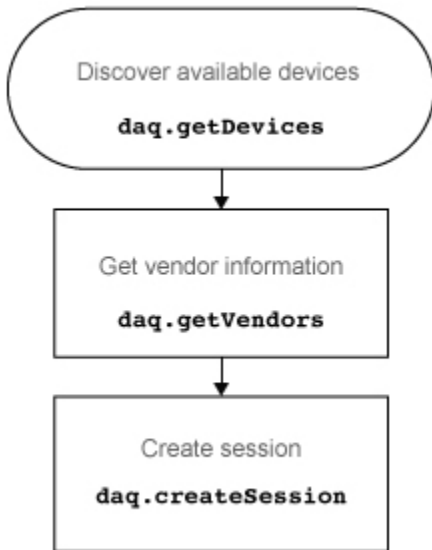 Discover available devices
daq.getDevices
Get vendor information
daq.getVendors
Create session
daq.createSession